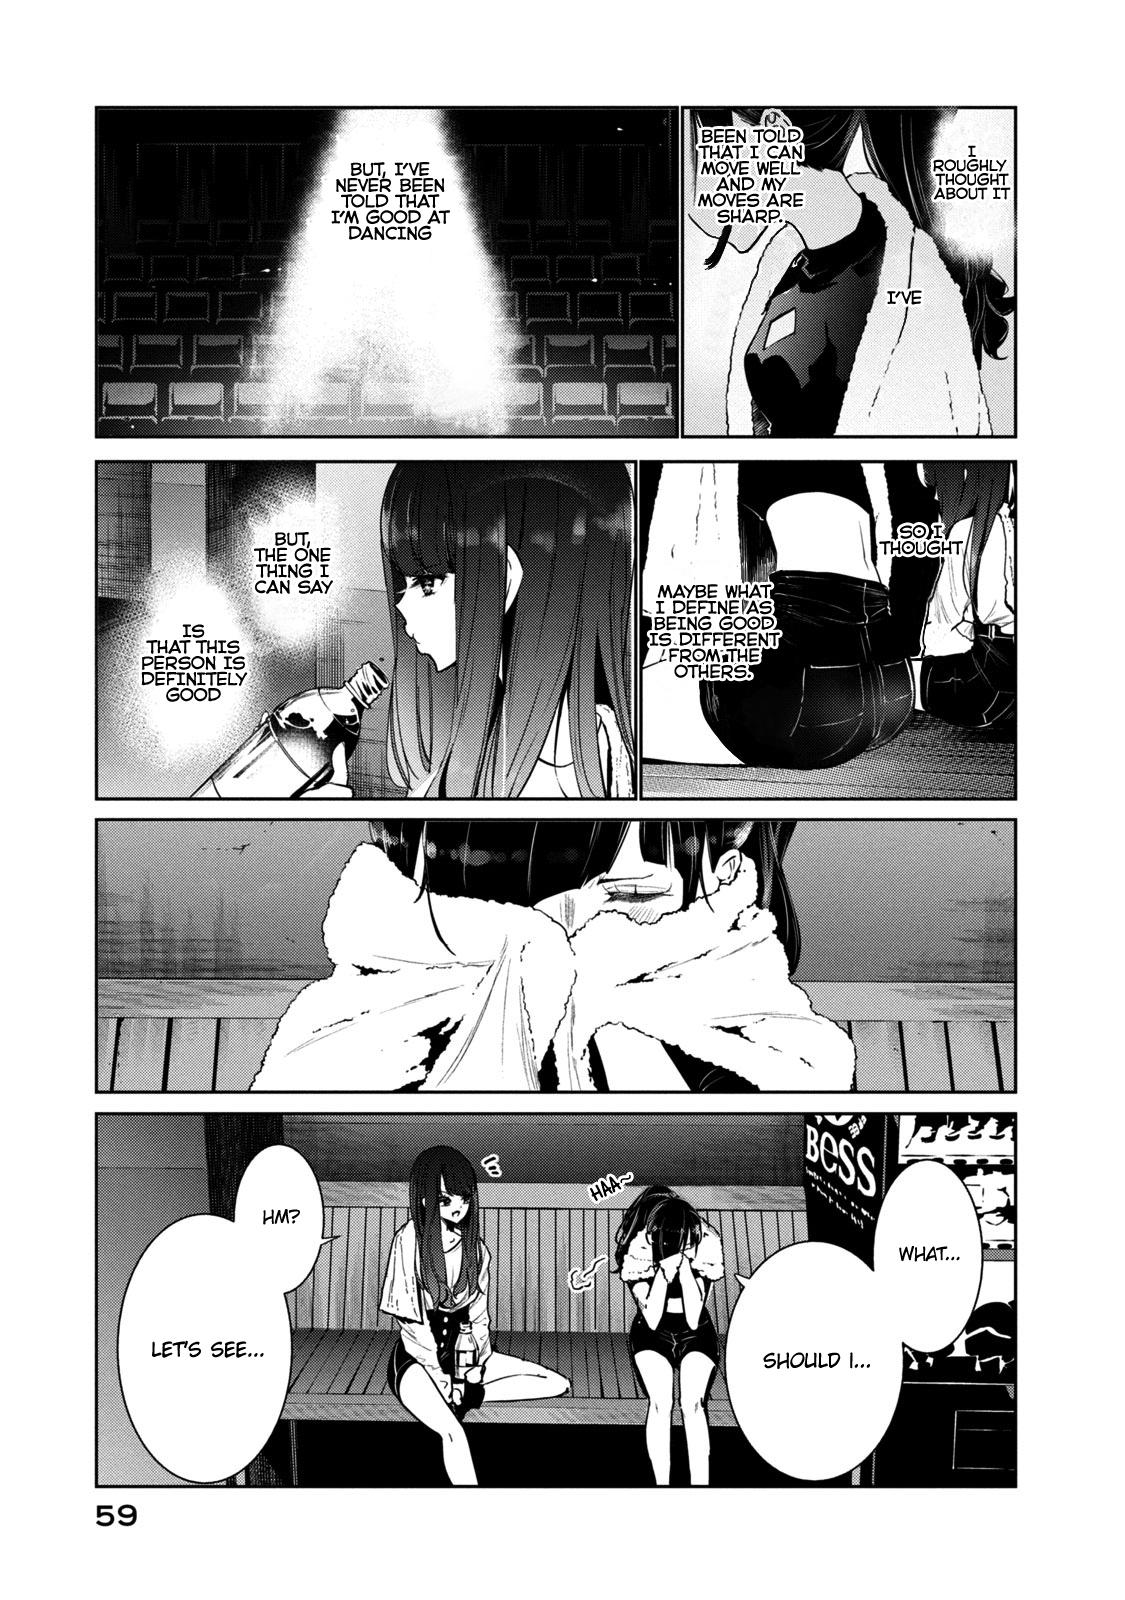 I
ROUGHLY
THOUGHT
ABOUT IT
I'VE
BEEN TOLD
THAT I CAN
MOVE WELL
AND MY
MOVES ARE
SHARP.
BUT, I'VE
NEVER BEEN
TOLD THAT
I'M GOOD AT
DANCING
SO I
THOUGHT
MAYBE WHAT
I DEFINE AS
BEING GOOD
IS DIFFERENT
FROM THE
OTHERS.
BUT,
THE ONE
THING I
CAN SAY
IS
THAT THIS
PERSON IS
DEFINITELY
GOOD
BESS
WHAT...
SHOULD I...
HAA~
HM?
LET'S SEE...
59